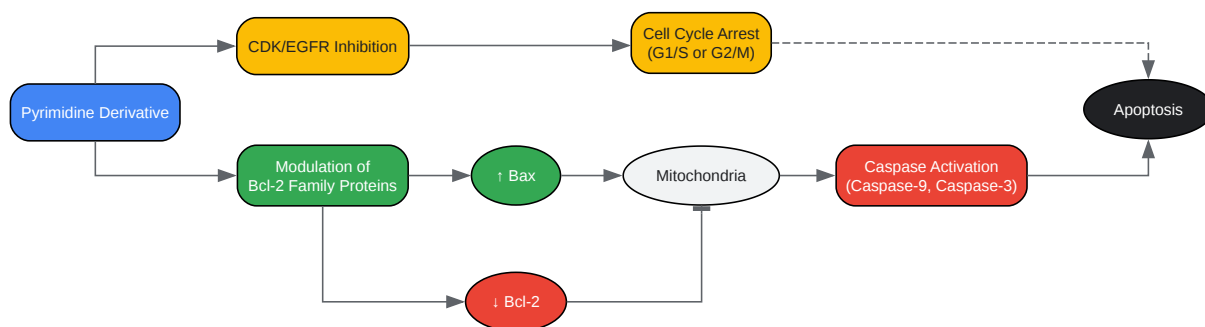 CDK/EGFR Inhibition
Cell Cycle Arrest
(G1/S or G2/M)
Pyrimidine Derivative
Apoptosis
Modulation of
Bcl-2 Family Proteins
↑ Bax
Mitochondria
Caspase Activation
(Caspase-9, Caspase-3)
↓ Bcl-2